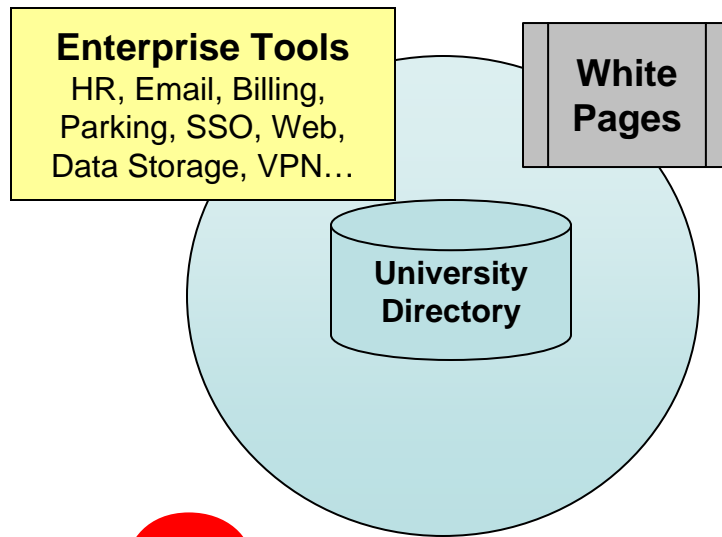 Enterprise Tools
HR, Email, Billing,
Parking, SSO, Web,
Data Storage, VPN…
White
Pages
University
Directory